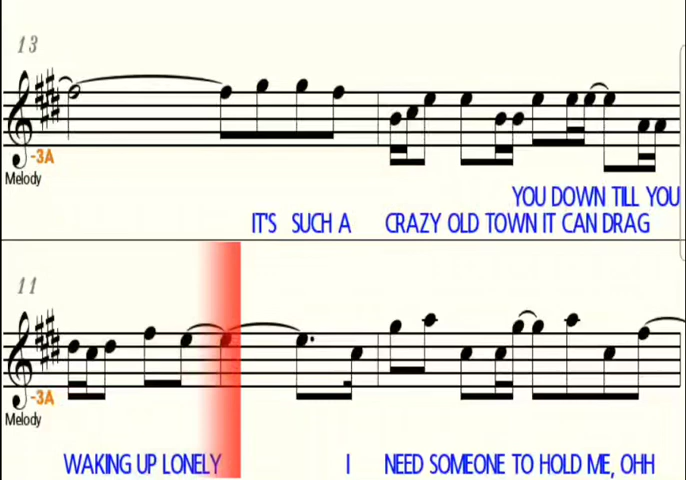 13
-3A
Melody
YOU DOWN TILL YOU
IT'S SUCH A CRAZY OLD TOWN IT CAN DRAG
11
-3A
Melody
WAKING UP LONELY I NEED SOMEONE TO HOLD ME, OHH